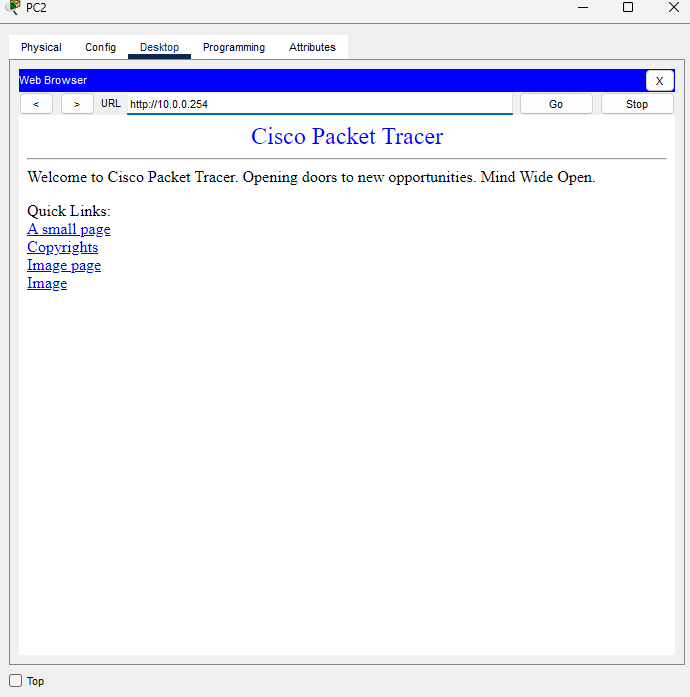 PC2
Physical Config Desktop Programming Attributes
Web Browser X
< > URL http://10.0.0.254 Go Stop
Cisco Packet Tracer
Welcome to Cisco Packet Tracer. Opening doors to new opportunities. Mind Wide Open.
Quick Links:
A small page
Copyrights
Image page
Image
Top